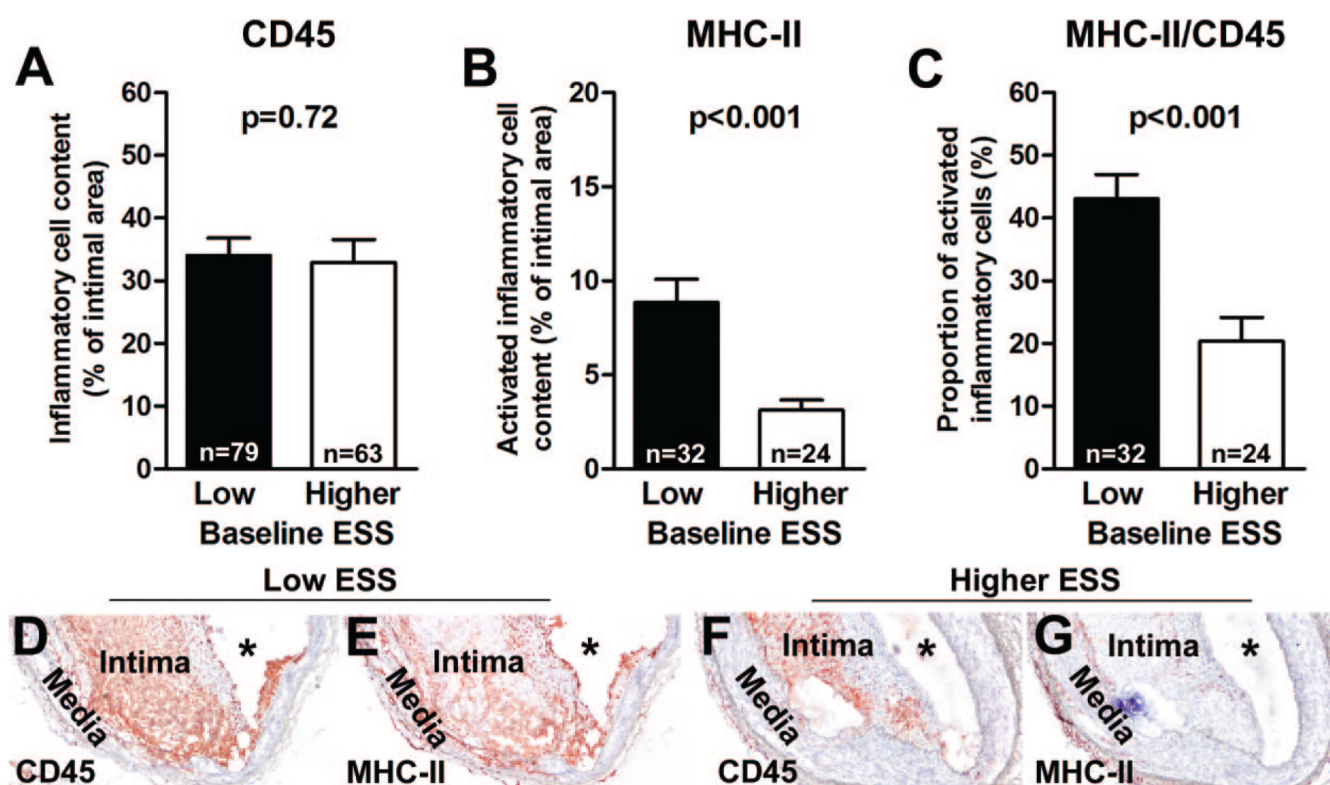 CD45
MHC-II
MHC-II/CD45
A
B
C
Inflammatory cell content
(% of intimal area)
60
50
40
30
20
10
0
p=0.72
n=79
n=63
Low
Higher
Baseline ESS
Activated inflammatory cell
content (% of intimal area)
20
15
10
5
0
p<0.001
n=32
n=24
Low
Higher
Baseline ESS
Proportion of activated
inflammatory cells (%)
60
50
40
30
20
10
0
p<0.001
n=32
n=24
Low
Higher
Baseline ESS
Low ESS
Higher ESS
D
Intima
*
Media
CD45
E
Intima
*
Media
MHC-II
F
Intima
*
Media
CD45
G
Intima
*
Media
MHC-II